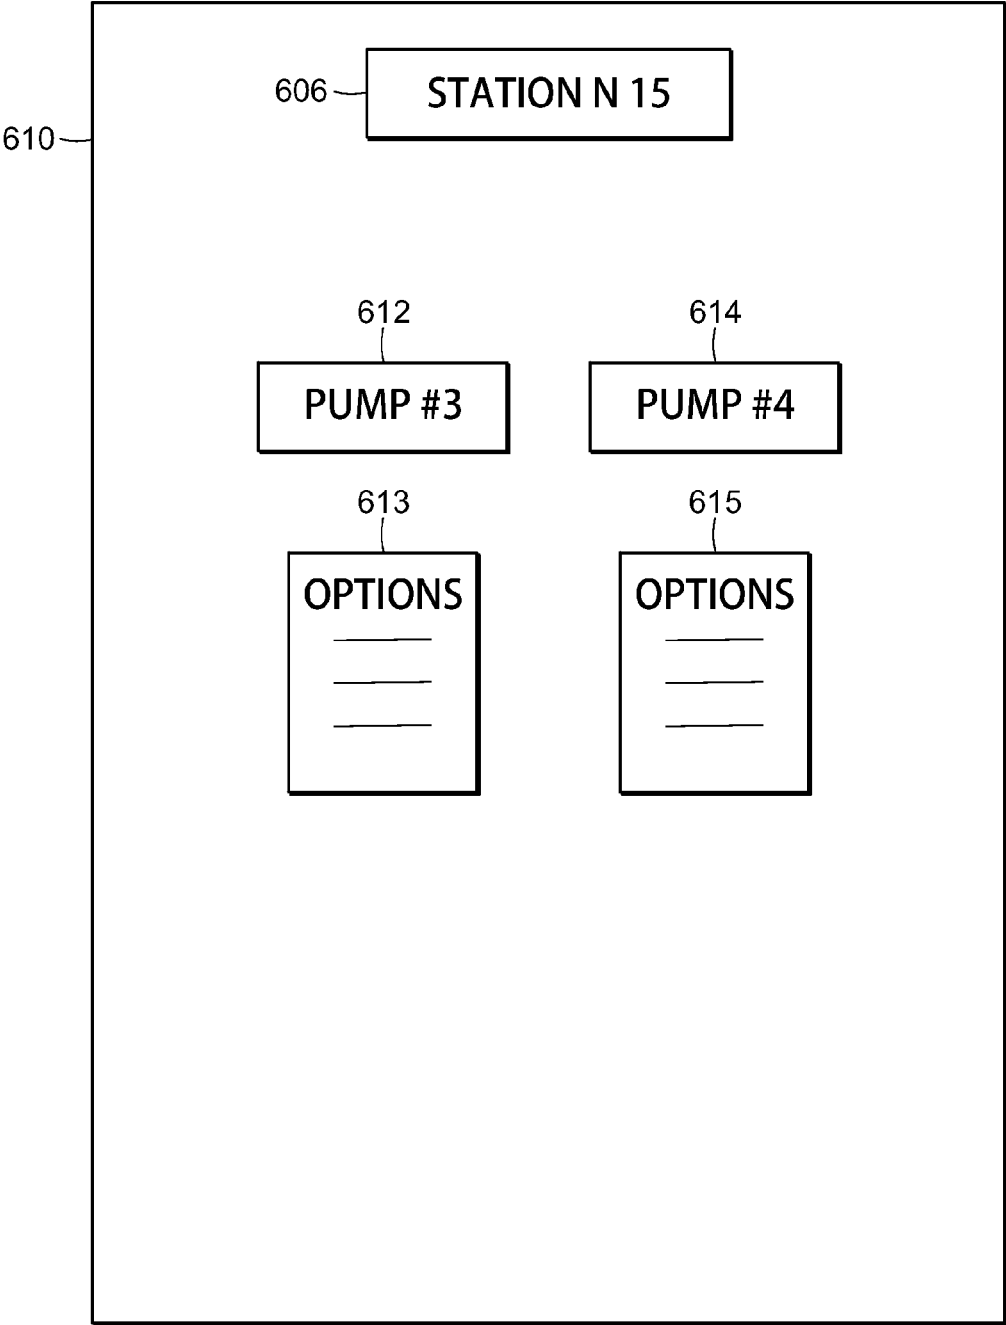 606 STATION N 15
610
612 614
PUMP #3 PUMP #4
613 615
OPTIONS OPTIONS